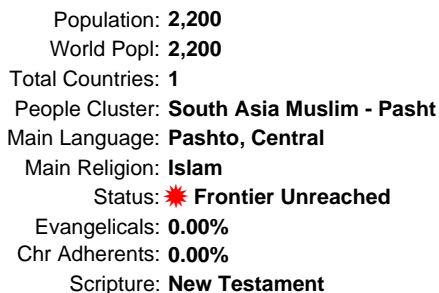 Population: 2,200
World Popl: 2,200
Total Countries: 1
People Cluster: South Asia Muslim - Pasht
Main Language: Pashto, Central
Main Religion: Islam
Status: Frontier Unreached
Evangelicals: 0.00%
Chr Adherents: 0.00%
Scripture: New Testament